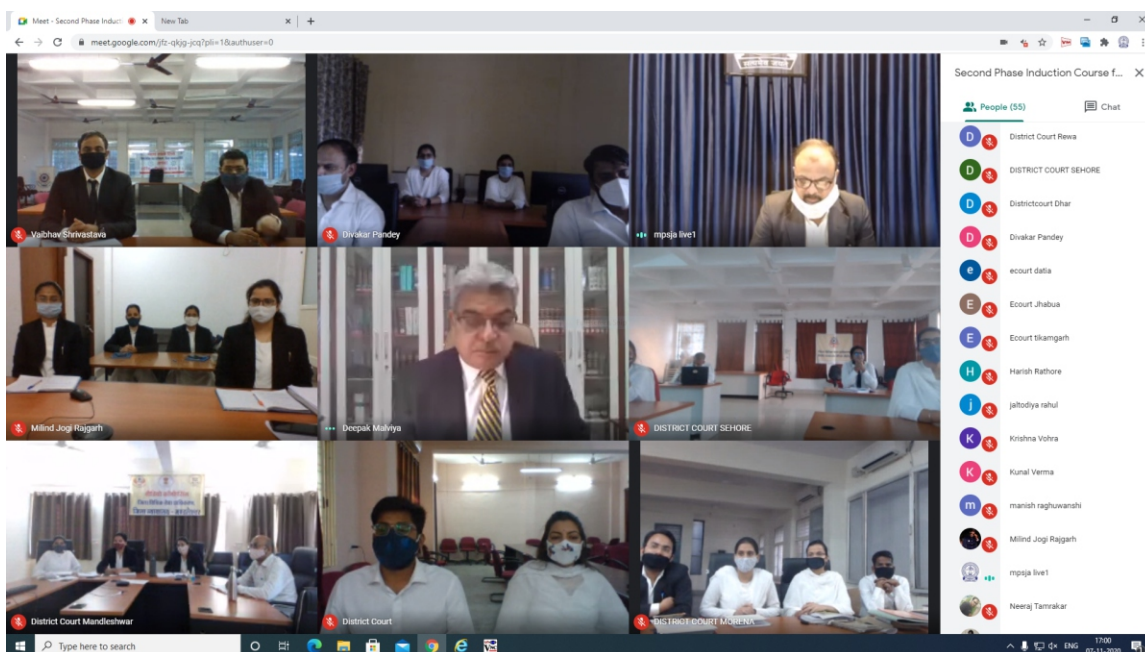 Meet - Second Phase Induct
New Tab
meet.google.com/jfz-qkjg-jcq?pli=1&authuser=0
Second Phase Induction Course f...
People (55)
Chat
Vaibhav Shrivastava
Divakar Pandey
mpsja live1
Milind Jogi Rajgarh
Deepak Malviya
DISTRICT COURT SEHORE
District Court Mandleshwar
District Court
DISTRICT COURT MORENA
D
District Court Rewa
D
DISTRICT COURT SEHORE
D
Districtcourt Dhar
D
Divakar Pandey
e
ecourt datia
E
Ecourt Jhabua
E
Ecourt tikamgarh
H
Harish Rathore
j
jaltodiya rahul
K
Krishna Vohra
K
Kunal Verma
m
manish raghuwanshi
Milind Jogi Rajgarh
mpsja live1
Neeraj Tamrakar
Type here to search
ENG
17:00
07-11-2020